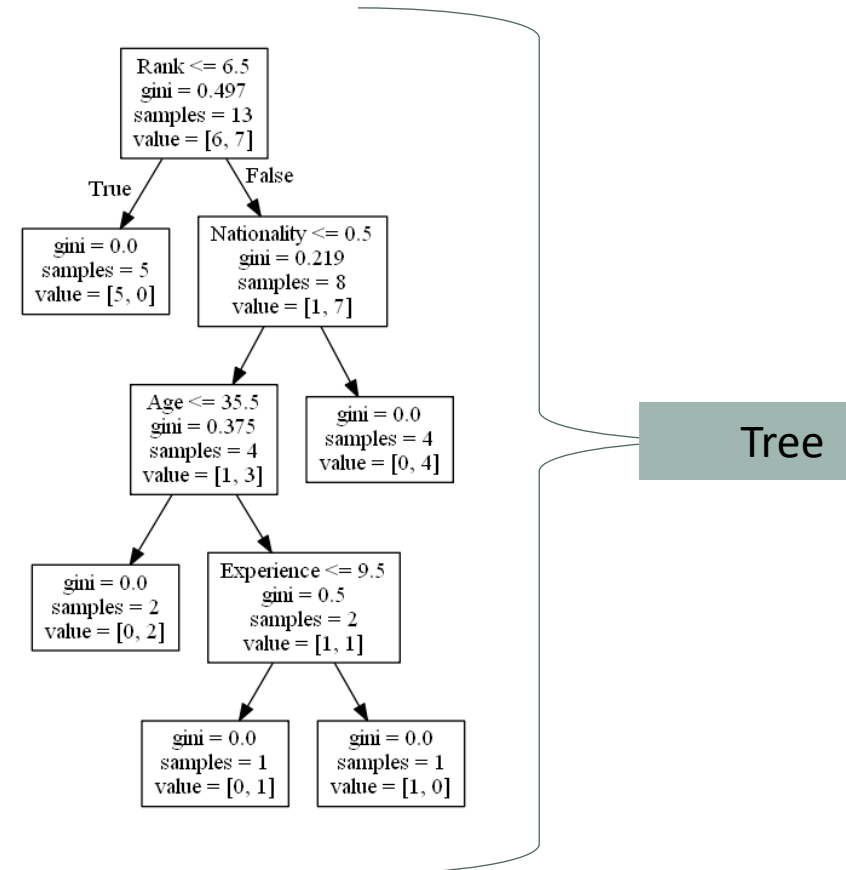 Rank <= 6.5
gini = 0.497
samples = 13
value = [6, 7]
True
False
gini = 0.0
samples = 5
value = [5, 0]
Nationality <= 0.5
gini = 0.219
samples = 8
value = [1, 7]
Age <= 35.5
gini = 0.375
samples = 4
value = [1, 3]
gini = 0.0
samples = 4
value = [0, 4]
Tree
gini = 0.0
samples = 2
value = [0, 2]
Experience <= 9.5
gini = 0.5
samples = 2
value = [1, 1]
gini = 0.0
samples = 1
value = [0, 1]
gini = 0.0
samples = 1
value = [1, 0]